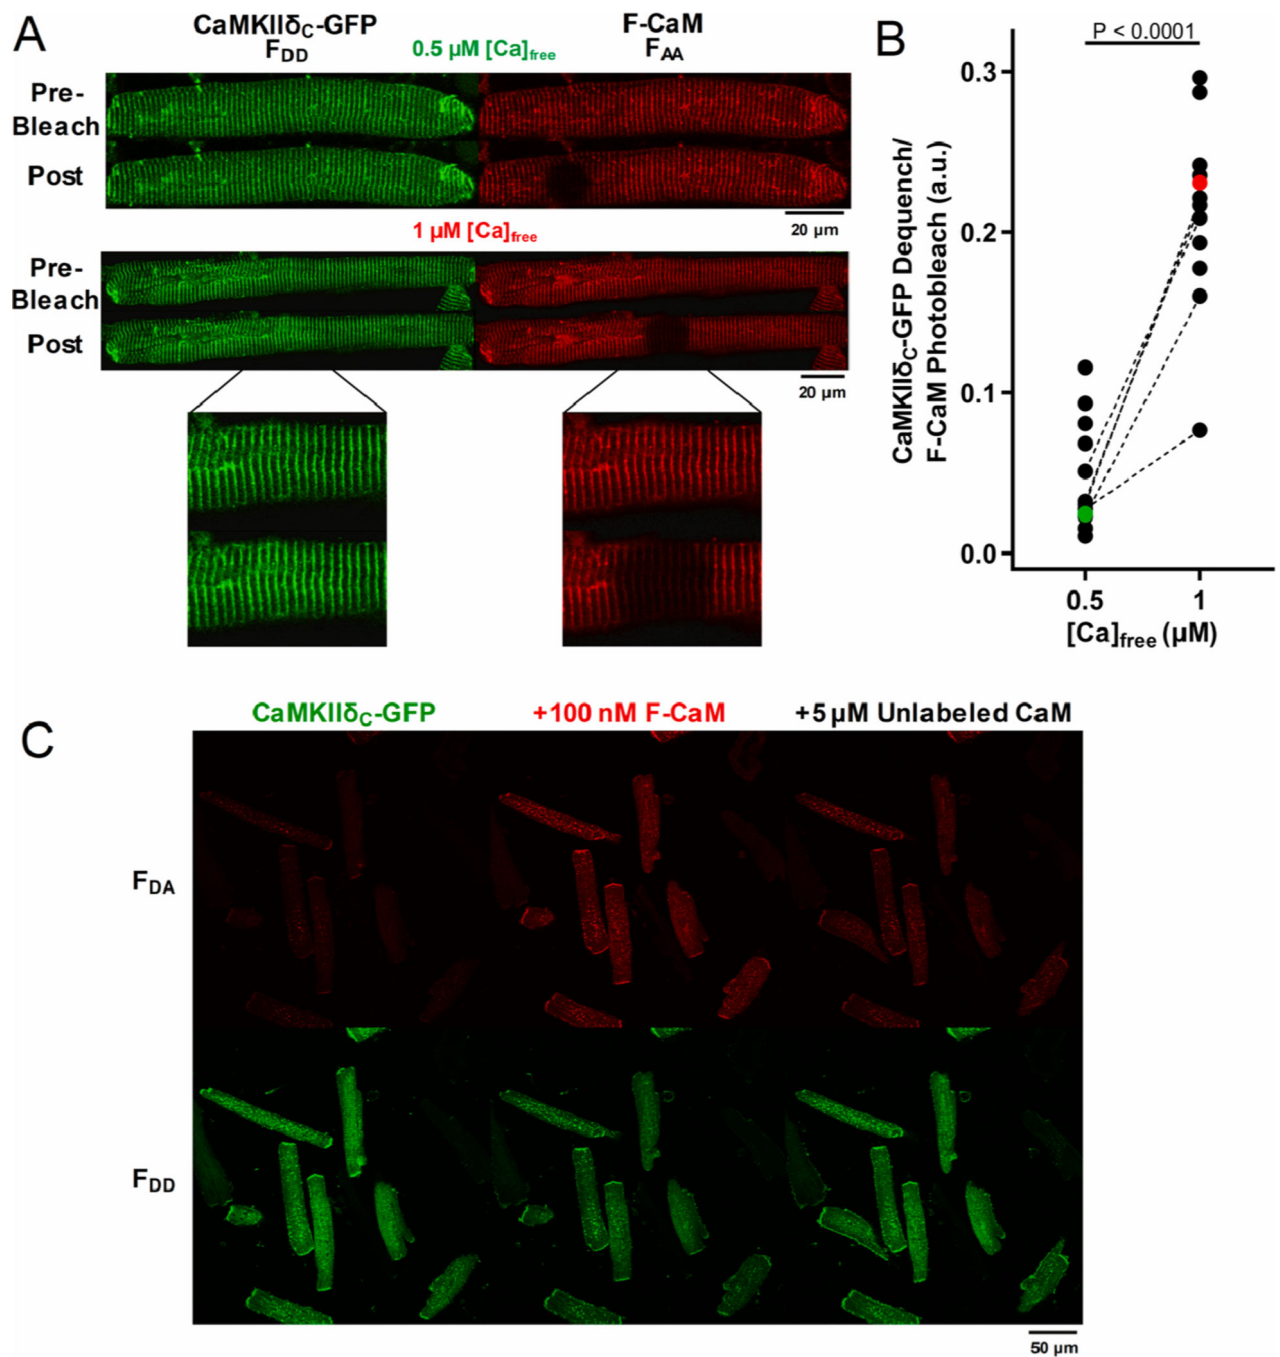 A
CaMKIIδC-GFP
FDD
0.5 µM [Ca]free
F-CaM
FAA
Pre-
Bleach
Post
20 µm
1 µM [Ca]free
Pre-
Bleach
Post
20 µm
B
P < 0.0001
CaMKIIδC-GFP Dequench/
F-CaM Photobleach (a.u.)
0.3
0.2
0.1
0.0
0.5 1
[Ca]free (µM)
C
CaMKIIδC-GFP +100 nM F-CaM +5 µM Unlabeled CaM
FDA
FDD
50 µm